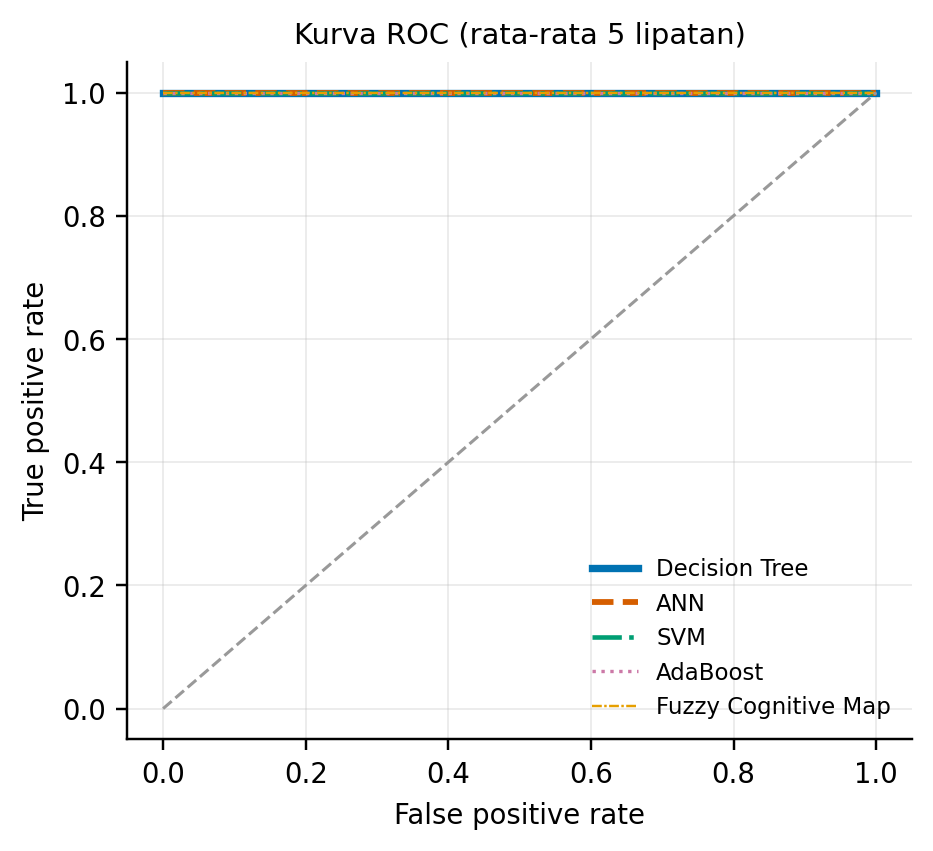 Kurva ROC (rata-rata 5 lipatan)
True positive rate
1.0
0.8
0.6
0.4
0.2
0.0
Decision Tree
ANN
SVM
AdaBoost
Fuzzy Cognitive Map
0.0 0.2 0.4 0.6 0.8 1.0
False positive rate